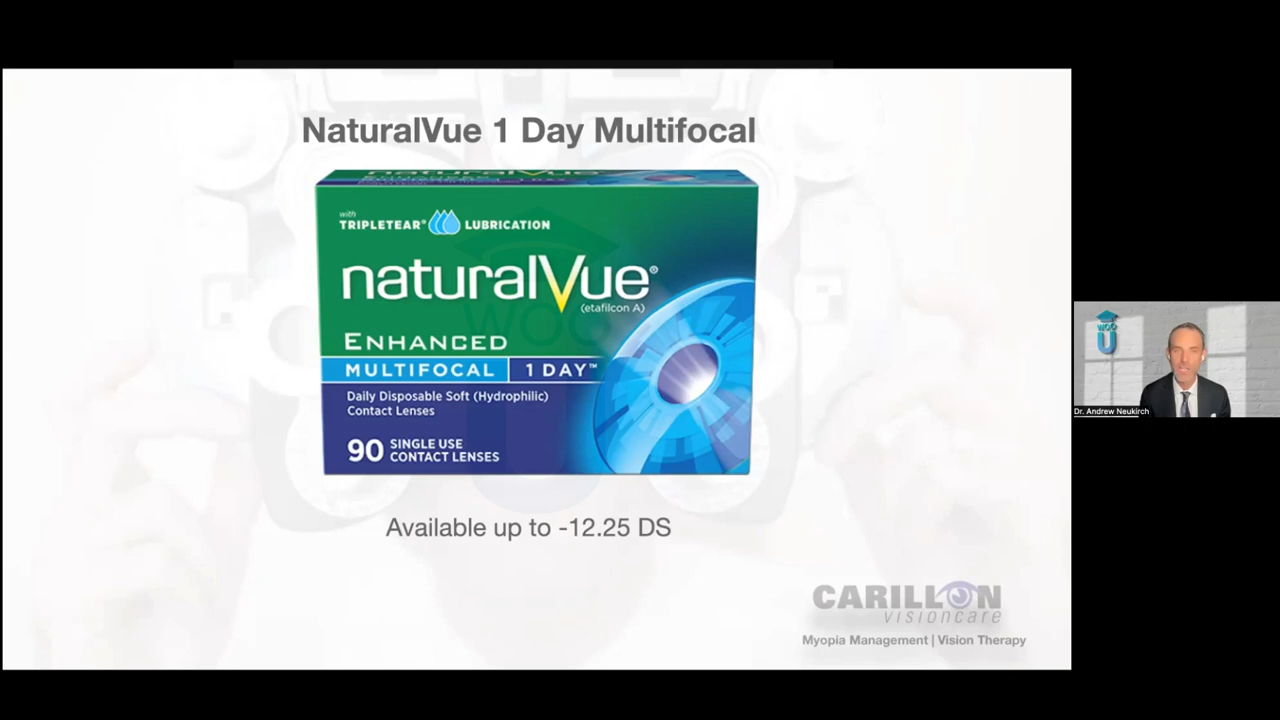 NaturalVue 1 Day Multifocal
naturalVue
with
TRIPLETEAR® LUBRICATION
naturalVue®
(etafilcon A)
ENHANCED
MULTIFOCAL 1 DAY™
Daily Disposable Soft (Hydrophilic)
Contact Lenses
90 SINGLE USE
CONTACT LENSES
Available up to -12.25 DS
CARILLON
visioncare
Myopia Management | Vision Therapy
WOO
U
Dr. Andrew Neukirch